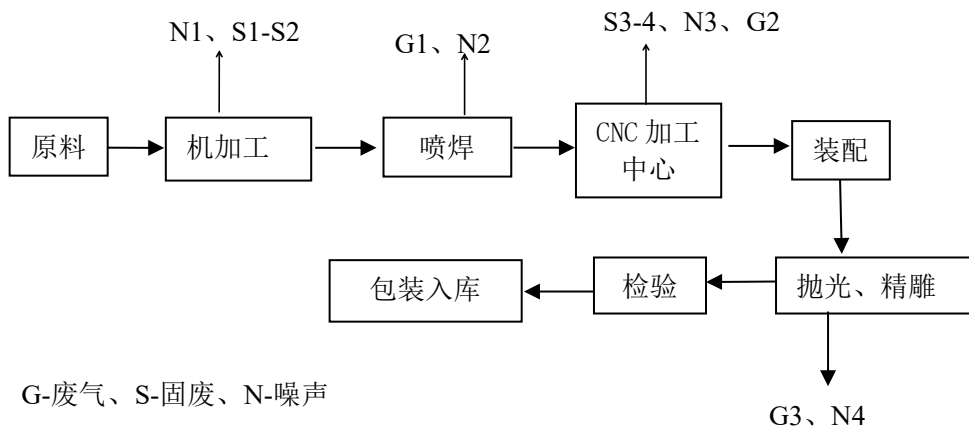 N1、S1-S2
G1、N2
S3-4、N3、G2
原料
机加工
喷焊
CNC 加工
中心
装配
包装入库
检验
抛光、精雕
G-废气、S-固废、N-噪声
G3、N4